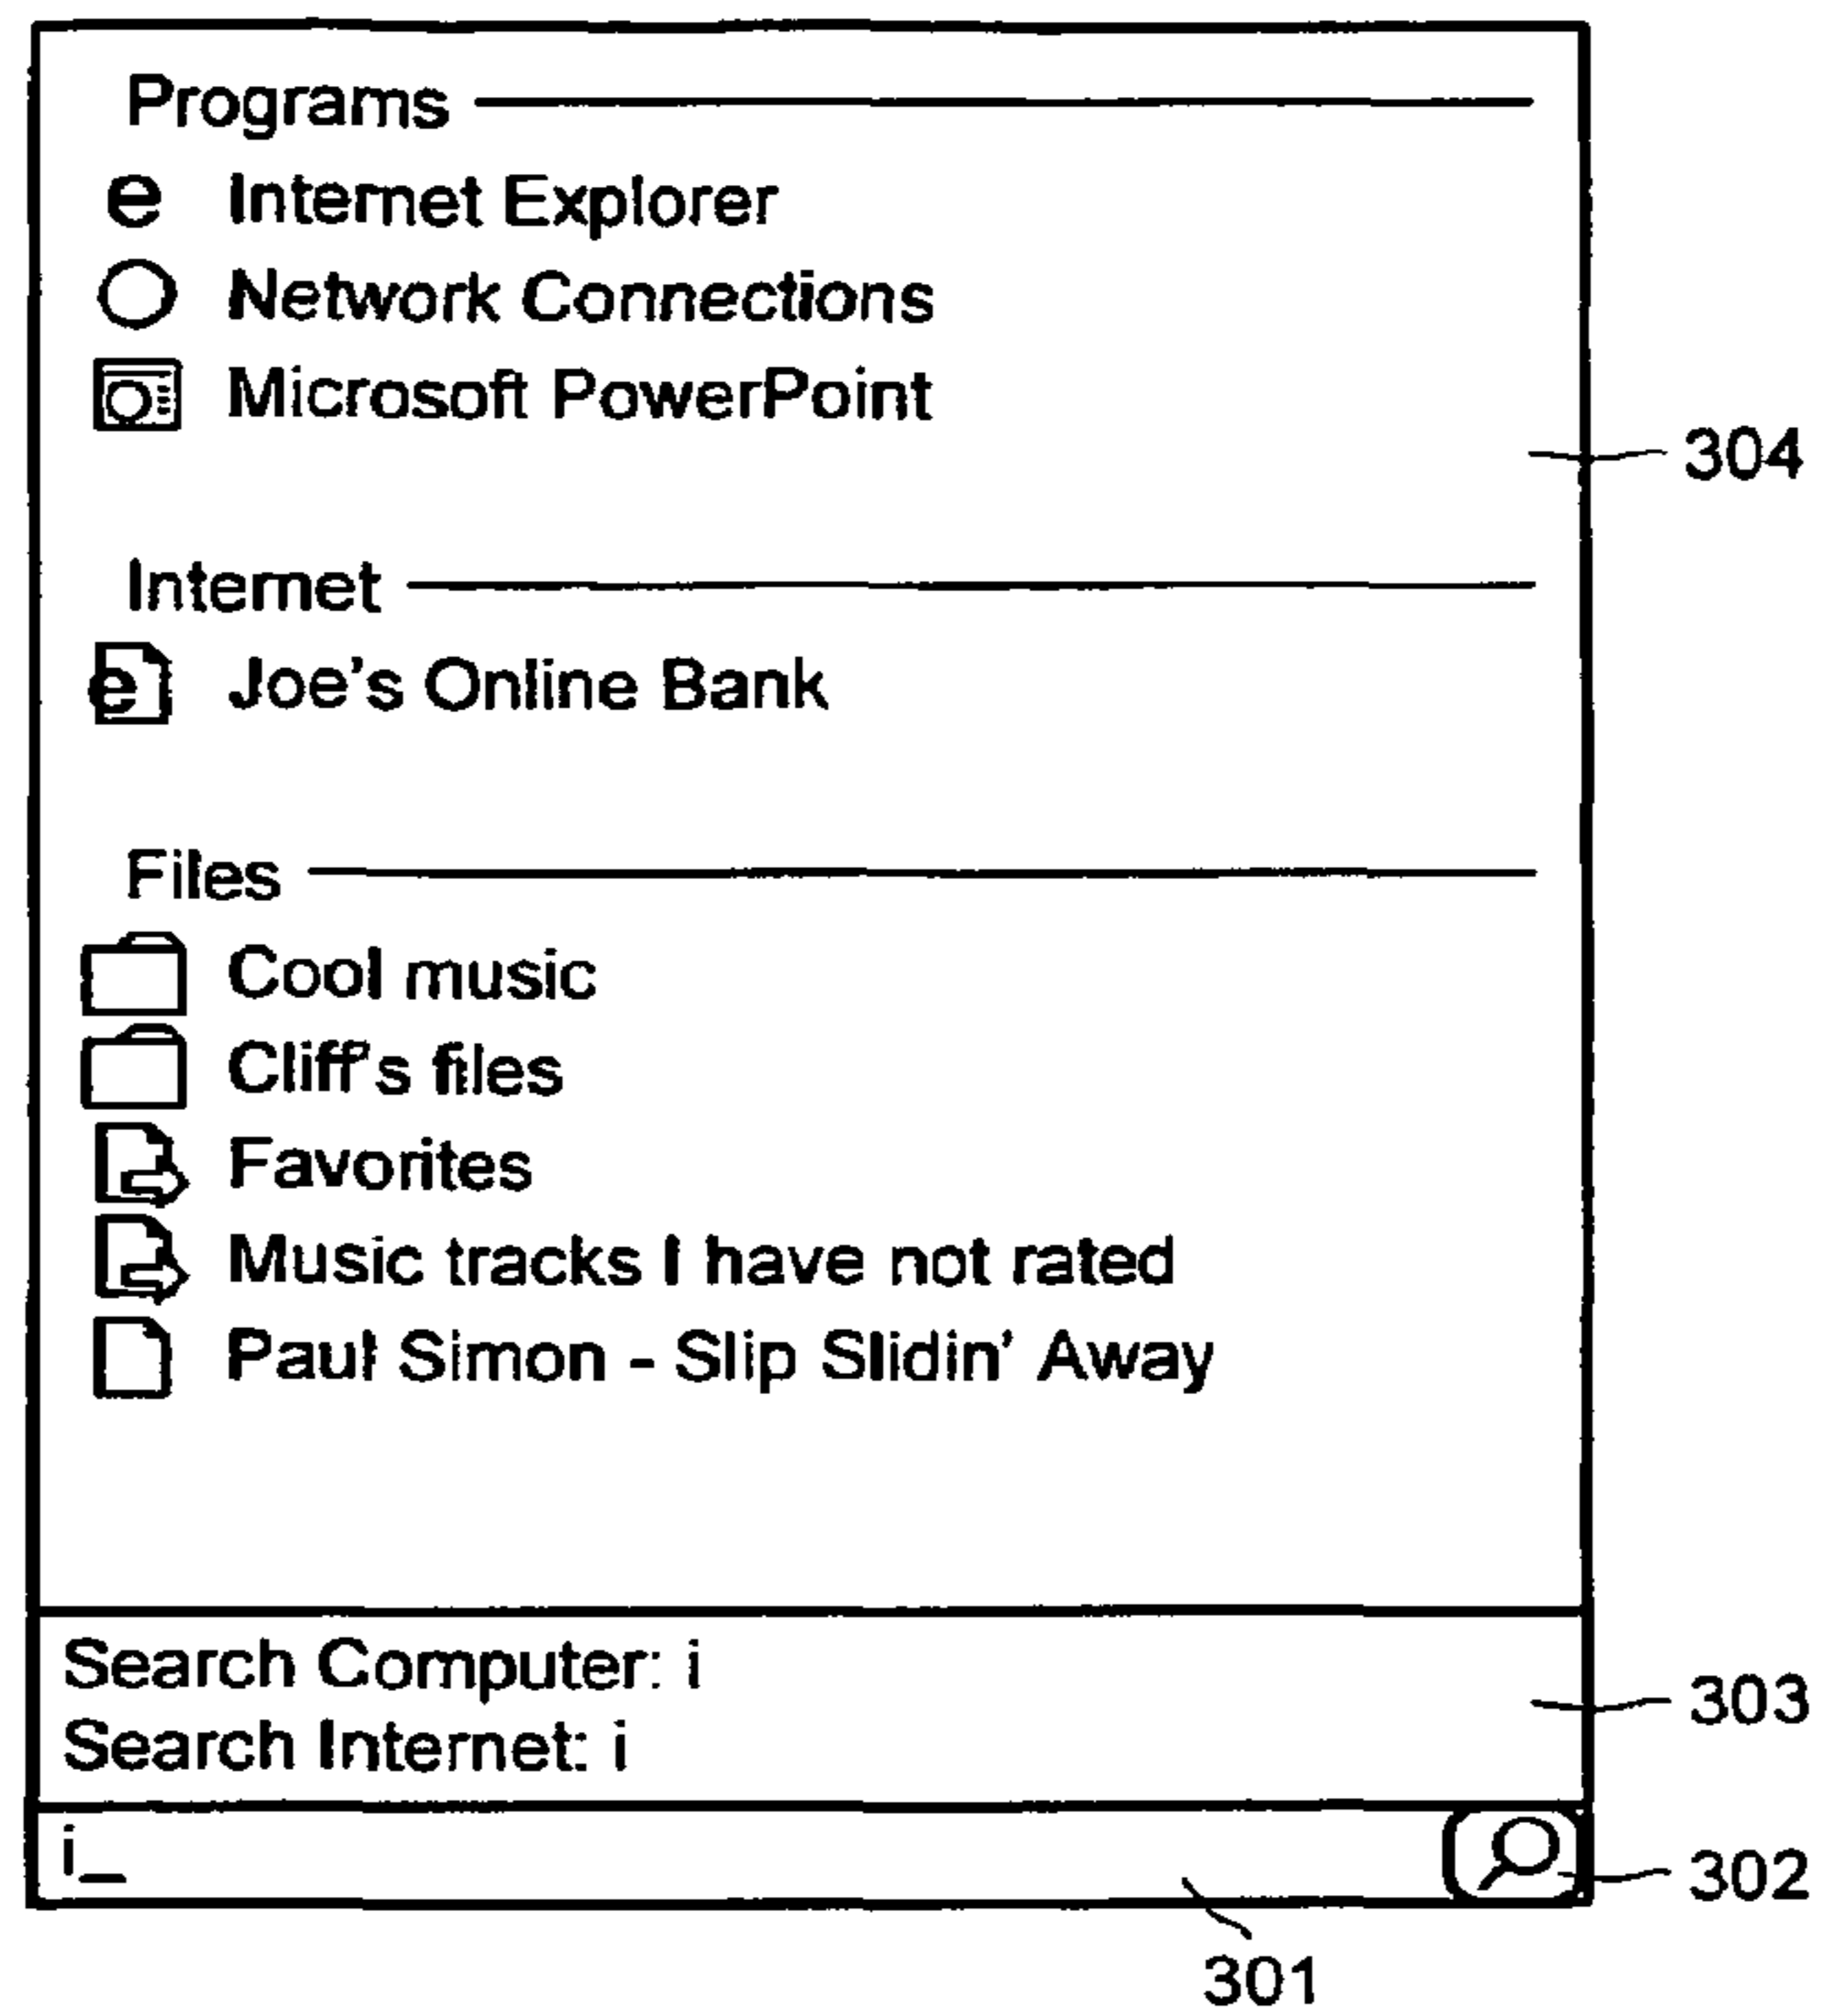 Programs
e Internet Explorer
Network Connections
Microsoft PowerPoint
304
Internet
e Joe's Online Bank
Files
Cool music
Cliff's files
Favorites
Music tracks I have not rated
Paul Simon - Slip Slidin' Away
Search Computer: i
303
Search Internet: i
i_
302
301